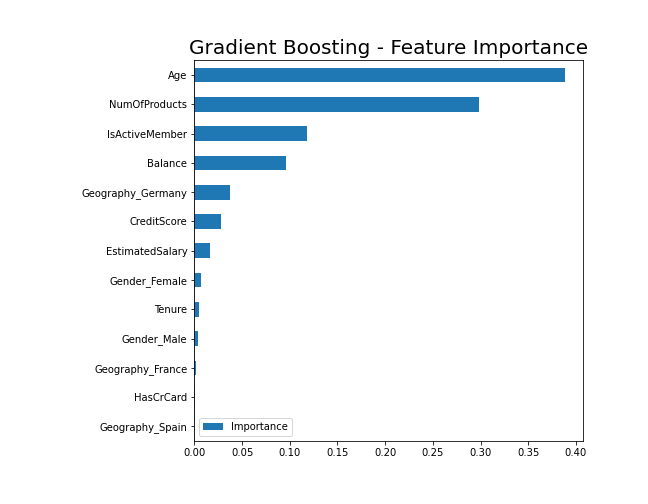 Gradient Boosting - Feature Importance
Age
NumOfProducts
IsActiveMember
Balance
Geography_Germany
CreditScore
EstimatedSalary
Gender_Female
Tenure
Gender_Male
Geography_France
HasCrCard
Geography_Spain
Importance
0.00 0.05 0.10 0.15 0.20 0.25 0.30 0.35 0.40